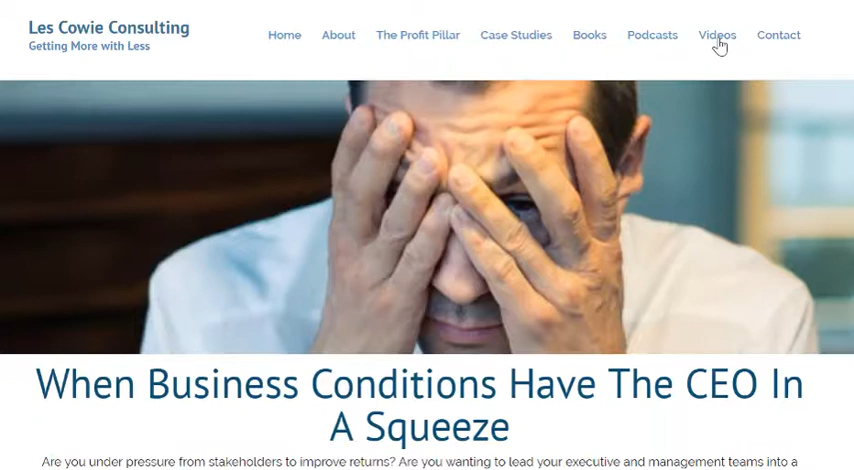 Les Cowie Consulting
Getting More with Less
Home About The Profit Pillar Case Studies Books Podcasts Videos Contact
When Business Conditions Have The CEO In
A Squeeze
Are you under pressure from stakeholders to improve returns? Are you wanting to lead your executive and management teams into a